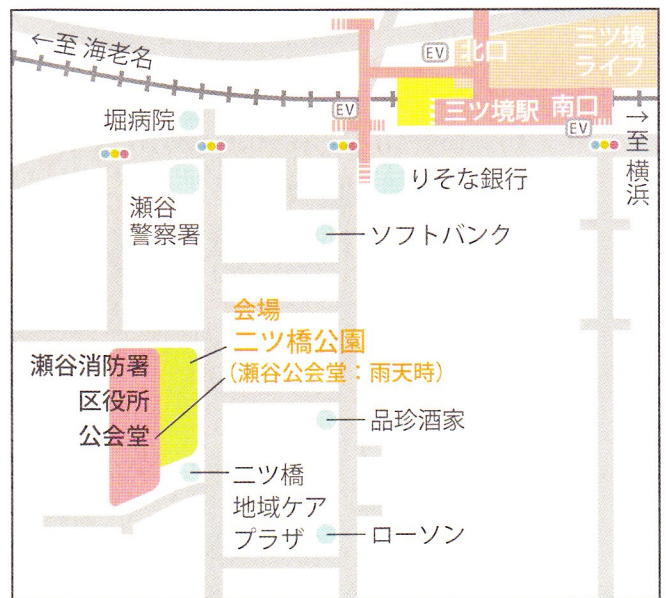 ←至 海老名
EV
北口
三ツ境
ライフ
堀病院
EV
三ツ境駅
南口
EV
→至 横浜
瀬谷
警察署
りそな銀行
ソフトバンク
会場
二ツ橋公園
(瀬谷公会堂：雨天時)
瀬谷消防署
区役所
公会堂
品珍酒家
二ツ橋
地域ケア
プラザ
ローソン